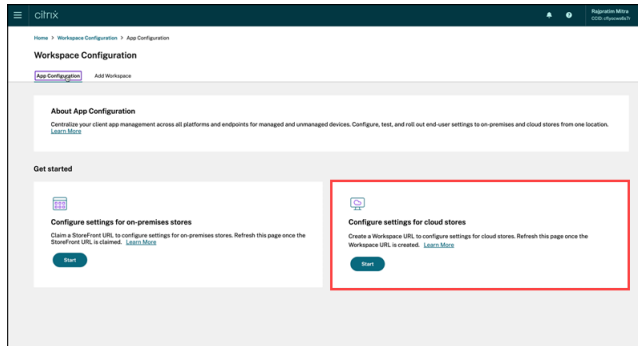 citrix
Rajaratim Mitra
Home > Workspace Configuration > App Configuration
Workspace Configuration
App Configuration Add Workspace
About App Configuration
Centralize your client app management across all platforms and endpoints for managed and unmanaged devices. Configure, test, and roll out end-user settings to on-premises and cloud stores from one location.
Learn More
Get started
Configure settings for on-premises stores
Claim a StoreFront URL to configure settings for on-premises stores. Refresh this page once the
StoreFront URL is claimed. Learn More
Start
Configure settings for cloud stores
Create a Workspace URL to configure settings for cloud stores. Refresh this page once the
Workspace URL is created. Learn More
Start